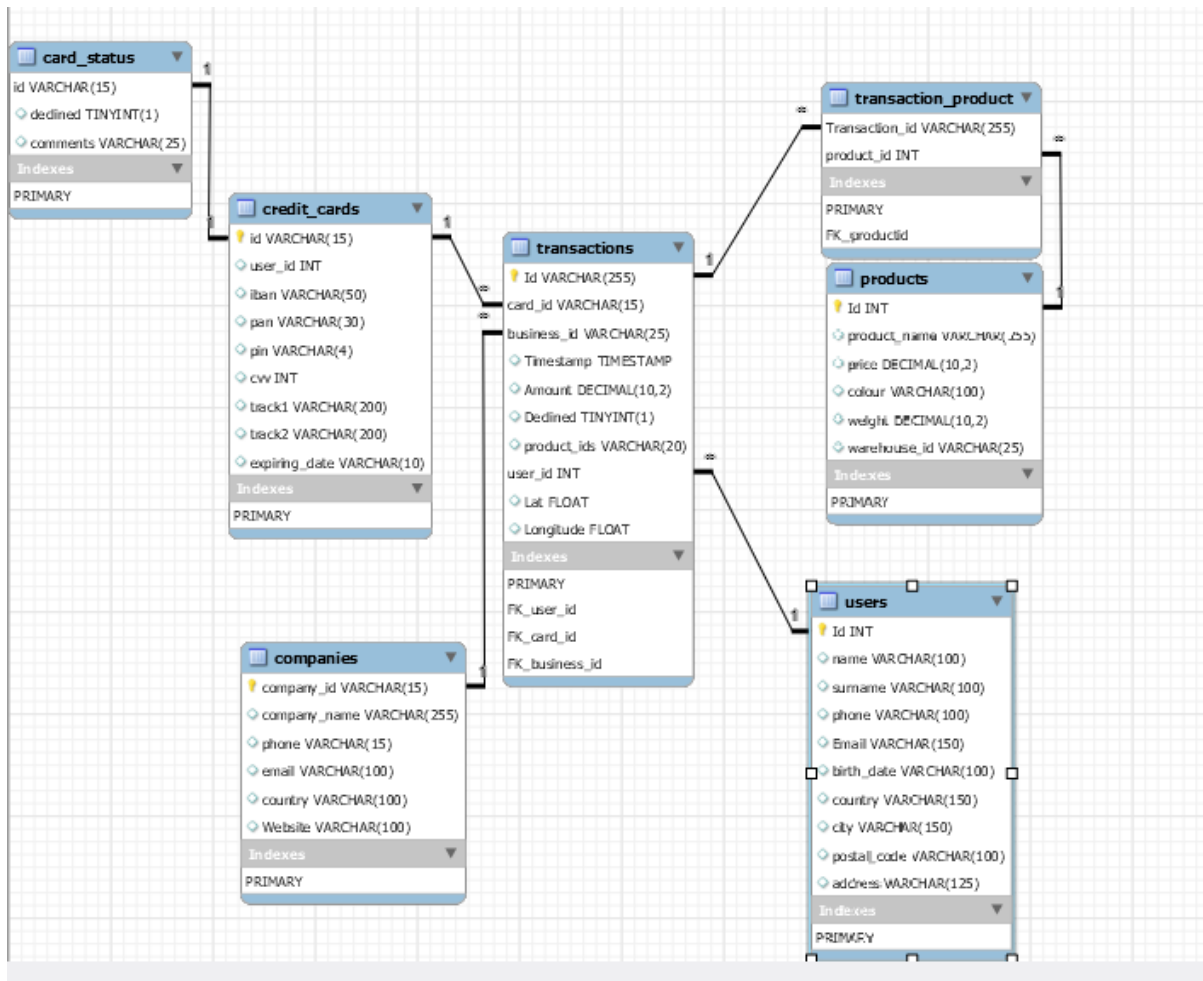 card_status
id VARCHAR(15)
declined TINYINT(1)
comments VARCHAR(25)
Indexes
PRIMARY
1
1
credit_cards
id VARCHAR(15)
user_id INT
iban VARCHAR(50)
pan VARCHAR(30)
pin VARCHAR(4)
cvv INT
track1 VARCHAR(200)
track2 VARCHAR(200)
expiring_date VARCHAR(10)
Indexes
PRIMARY
1
∞
∞
transactions
Id VARCHAR(255)
card_id VARCHAR(15)
business_id VARCHAR(25)
Timestamp TIMESTAMP
Amount DECIMAL(10,2)
Declined TINYINT(1)
product_ids VARCHAR(20)
user_id INT
Lat FLOAT
Longitude FLOAT
Indexes
PRIMARY
FK_user_id
FK_card_id
FK_business_id
1
∞
∞
transaction_product
Transaction_id VARCHAR(255)
product_id INT
Indexes
PRIMARY
FK_productid
∞
1
products
Id INT
product_name VARCHAR(255)
price DECIMAL(10,2)
colour VARCHAR(100)
weight DECIMAL(10,2)
warehouse_id VARCHAR(25)
Indexes
PRIMARY
companies
company_id VARCHAR(15)
company_name VARCHAR(255)
phone VARCHAR(15)
email VARCHAR(100)
country VARCHAR(100)
Website VARCHAR(100)
Indexes
PRIMARY
1
1
users
Id INT
name VARCHAR(100)
surname VARCHAR(100)
phone VARCHAR(100)
Email VARCHAR(150)
birth_date VARCHAR(100)
country VARCHAR(150)
city VARCHAR(150)
postal_code VARCHAR(100)
address VARCHAR(125)
Indexes
PRIMARY